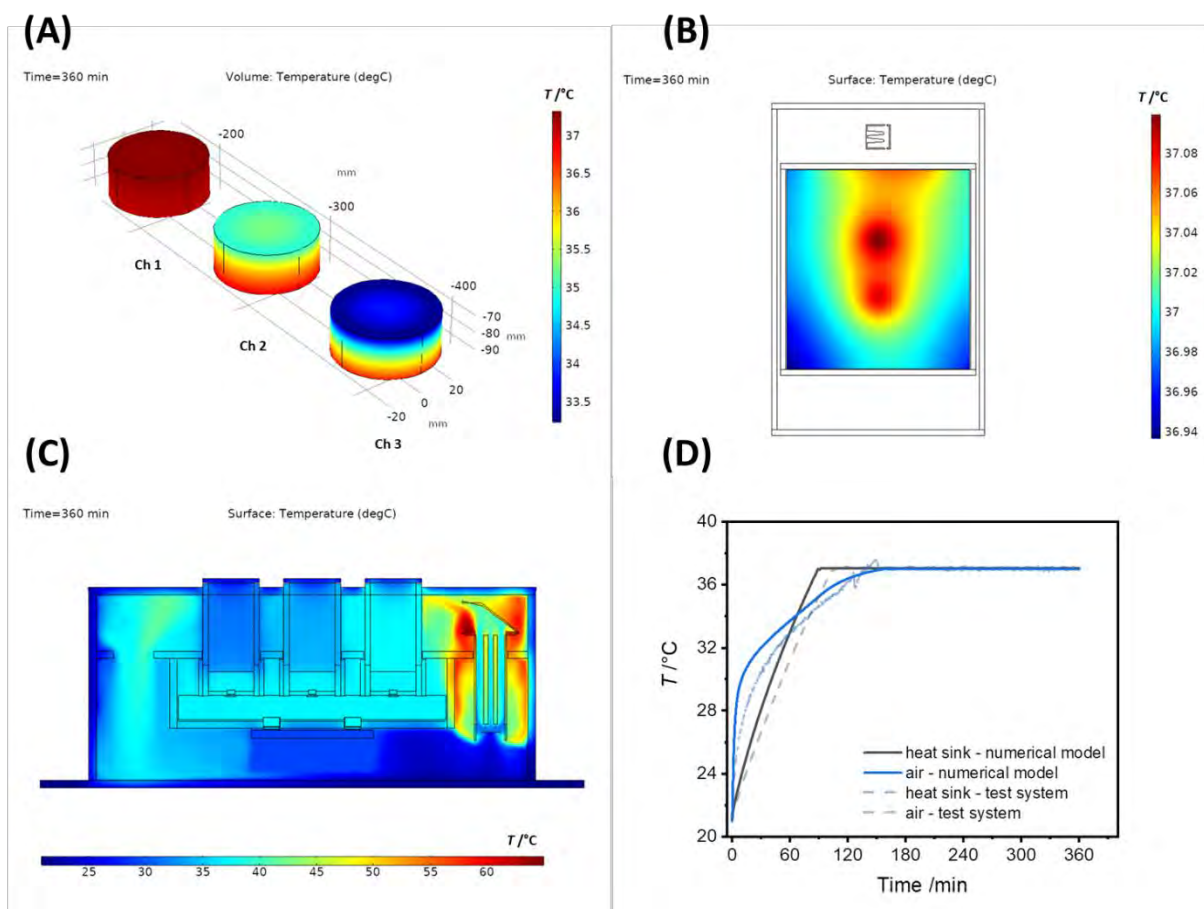 (A)
Time=360 min
Volume: Temperature (degC)
T /°C
37
36.5
36
35.5
35
34.5
34
33.5
-200
mm
-300
-400
-70
-80
mm
-90
20
0
mm
-20
Ch 1
Ch 2
Ch 3
(B)
Time=360 min
Surface: Temperature (degC)
T /°C
37.08
37.06
37.04
37.02
37
36.98
36.96
36.94
(C)
Time=360 min
Surface: Temperature (degC)
T /°C
25 30 35 40 45 50 55 60
(D)
40
36
32
28
24
20
T /°C
heat sink - numerical model
air - numerical model
heat sink - test system
air - test system
0 60 120 180 240 300 360
Time /min